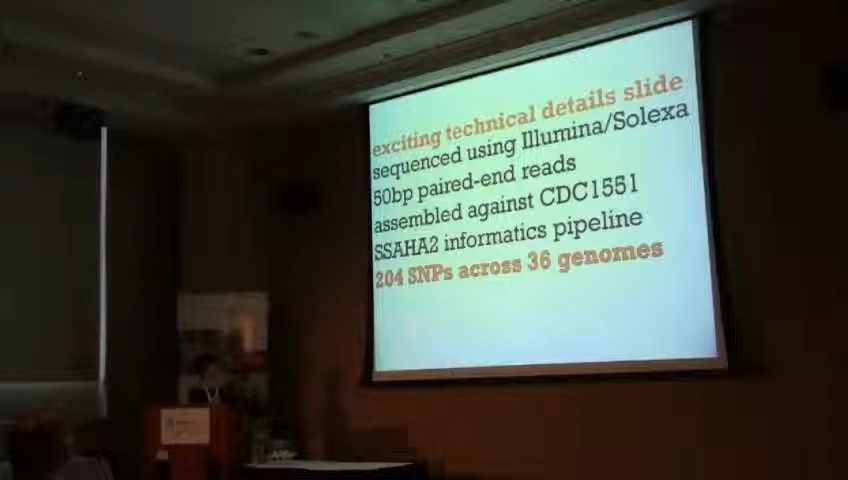 exciting technical details slide
sequenced using Illumina/Solexa
50bp paired-end reads
assembled against CDC1551
SSAHA2 informatics pipeline
204 SNPs across 36 genomes